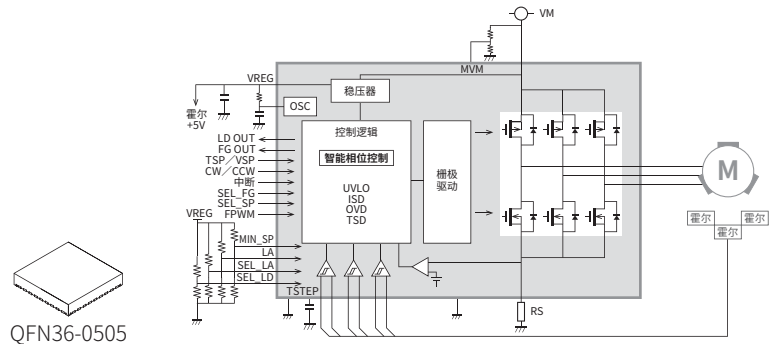 VM
MVM
VREG
稳压器
OSC
霍尔
+5V
控制逻辑
智能相位控制
UVLO
ISD
OVD
TSD
栅极
驱动
LD OUT
FG OUT
TSP／VSP
CW／CCW
中断
SEL_FG
SEL_SP
FPWM
VREG
MIN_SP
LA
SEL_LA
SEL_LD
TSTEP
M
霍尔
霍尔
霍尔
RS
QFN36-0505